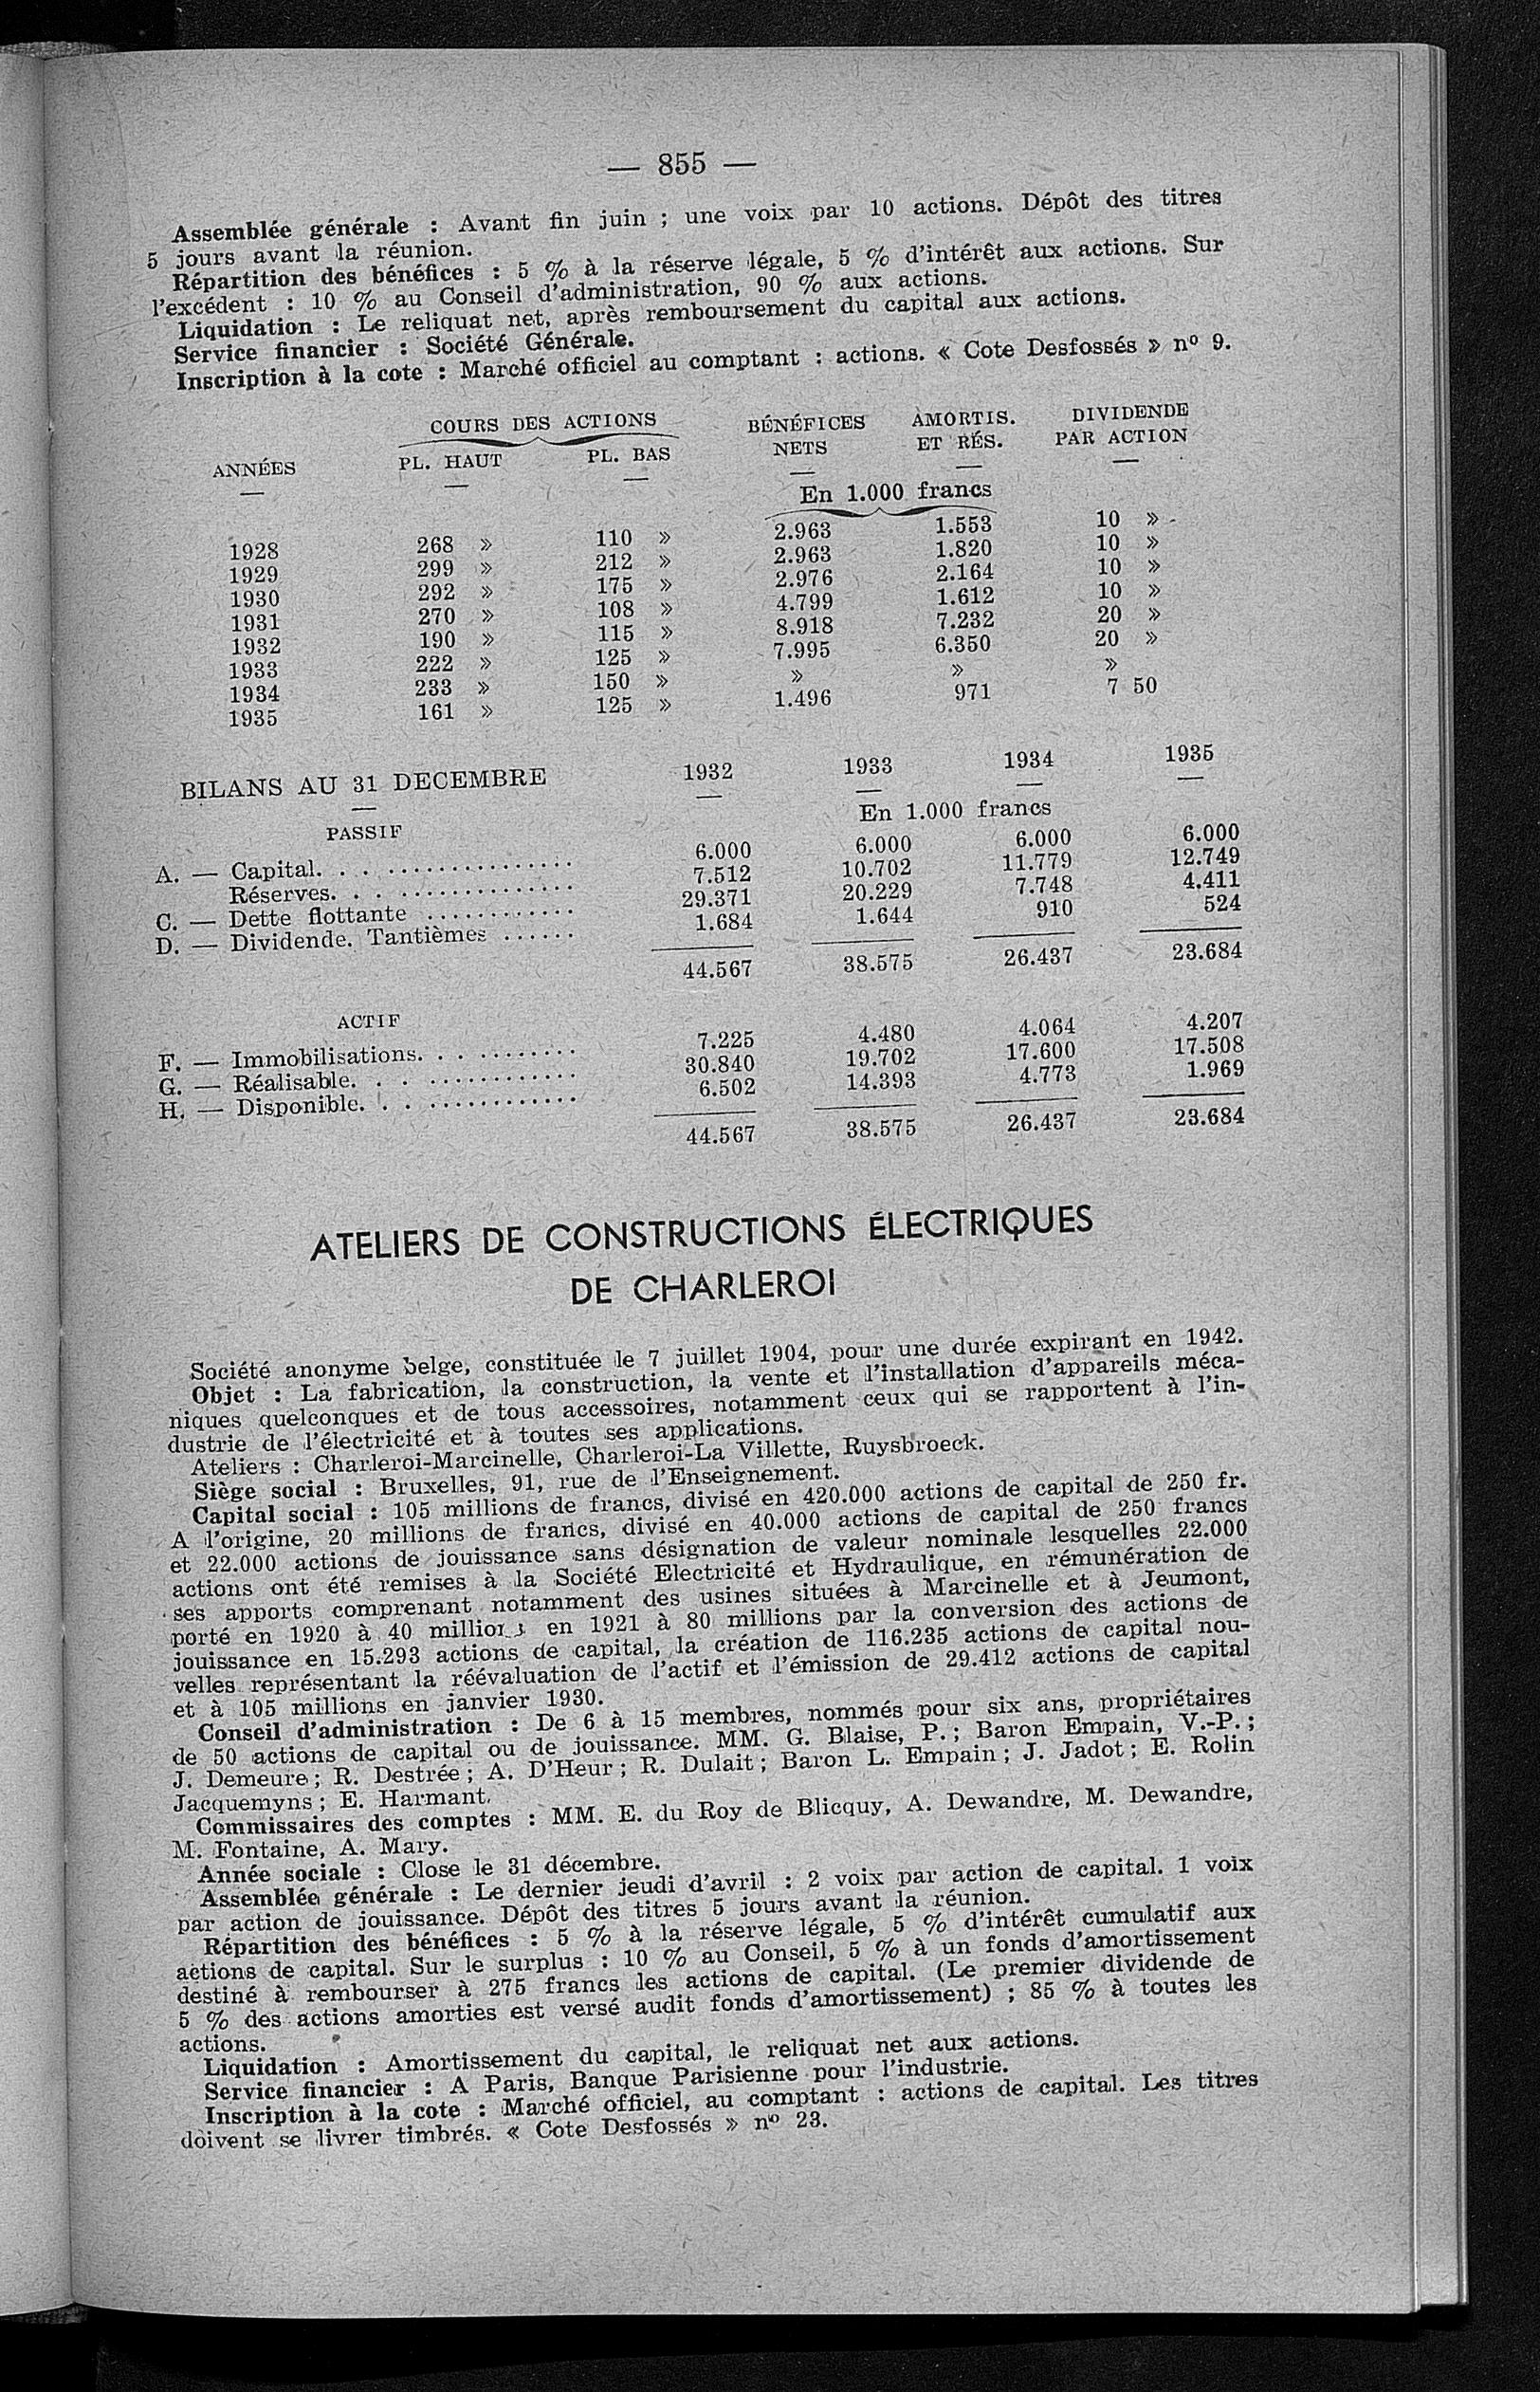 — 855 —
Assemblée générale : Avant fin juin ; une voix par 10 actions. Dépôt des titres
5 jours avant la réunion.
Répartition des bénéfices : 5 % à la réserve légale, 5 % d'intérêt aux actions. Sur
l'excédent : 10 % au Conseil d'administration, 90 % aux actions.
Liquidation : Le reliquat net, après remboursement du capital aux actions.
Service financier : Société Générale.
Inscription à la cote : Marché officiel au comptant : actions. « Cote Desfossés » nº 9.
COURS DES ACTIONS BÉNÉFICES AMORTIS. DIVIDENDE
ANNÉES PL. HAUT PL. BAS NETS ET RÉS. PAR ACTION
— — — — — —
En 1.000 francs
1928 268 » 110 » 2.963 1.553 10 »
1929 299 » 212 » 2.963 1.820 10 »
1930 292 » 175 » 2.976 2.164 10 »
1931 270 » 108 » 4.799 1.612 10 »
1932 190 » 115 » 8.918 7.232 20 »
1933 222 » 125 » 7.995 6.350 20 »
1934 233 » 150 » » » »
1935 161 » 125 » 1.496 971 7 50
BILANS AU 31 DECEMBRE 1932 1933 1934 1935
— — — — —
PASSIF En 1.000 francs
A. — Capital. . . . . . . . . . . . . . . . . 6.000 6.000 6.000 6.000
Réserves. . . . . . . . . . . . . . . . 7.512 10.702 11.779 12.749
C. — Dette flottante . . . . . . . . . . . . 29.371 20.229 7.748 4.411
D. — Dividende. Tantièmes . . . . . . 1.684 1.644 910 524
44.567 38.575 26.437 23.684
ACTIF
F. — Immobilisations. . . . . . . . . . . 7.225 4.480 4.064 4.207
G. — Réalisable. . . . . . . . . . . . . . . 30.840 19.702 17.600 17.508
H. — Disponible. . . . . . . . . . . . . . 6.502 14.393 4.773 1.969
44.567 38.575 26.437 23.684
ATELIERS DE CONSTRUCTIONS ÉLECTRIQUES
DE CHARLEROI
Société anonyme belge, constituée le 7 juillet 1904, pour une durée expirant en 1942.
Objet : La fabrication, la construction, la vente et l'installation d'appareils méca-
niques quelconques et de tous accessoires, notamment ceux qui se rapportent à l'in-
dustrie de l'électricité et à toutes ses applications.
Ateliers : Charleroi-Marcinelle, Charleroi-La Villette, Ruysbroeck.
Siège social : Bruxelles, 91, rue de l'Enseignement.
Capital social : 105 millions de francs, divisé en 420.000 actions de capital de 250 fr.
A l'origine, 20 millions de francs, divisé en 40.000 actions de capital de 250 francs
et 22.000 actions de jouissance sans désignation de valeur nominale lesquelles 22.000
actions ont été remises à la Société Electricité et Hydraulique, en rémunération de
ses apports comprenant notamment des usines situées à Marcinelle et à Jeumont,
porté en 1920 à 40 millions en 1921 à 80 millions par la conversion des actions de
jouissance en 15.293 actions de capital, la création de 116.235 actions de capital nou-
velles représentant la réévaluation de l'actif et l'émission de 29.412 actions de capital
et à 105 millions en janvier 1930.
Conseil d'administration : De 6 à 15 membres, nommés pour six ans, propriétaires
de 50 actions de capital ou de jouissance. MM. G. Blaise, P. ; Baron Empain, V.-P. ;
J. Demeure ; R. Destrée ; A. D'Heur ; R. Dulait ; Baron L. Empain ; J. Jadot ; E. Rolin
Jacquemyns ; E. Harmant.
Commissaires des comptes : MM. E. du Roy de Blicquy, A. Dewandre, M. Dewandre,
M. Fontaine, A. Mary.
Année sociale : Close le 31 décembre.
Assemblée générale : Le dernier jeudi d'avril : 2 voix par action de capital. 1 voix
par action de jouissance. Dépôt des titres 5 jours avant la réunion.
Répartition des bénéfices : 5 % à la réserve légale, 5 % d'intérêt cumulatif aux
actions de capital. Sur le surplus : 10 % au Conseil, 5 % à un fonds d'amortissement
destiné à rembourser à 275 francs les actions de capital. (Le premier dividende de
5 % des actions amorties est versé audit fonds d'amortissement) ; 85 % à toutes les
actions.
Liquidation : Amortissement du capital, le reliquat net aux actions.
Service financier : A Paris, Banque Parisienne pour l'industrie.
Inscription à la cote : Marché officiel, au comptant : actions de capital. Les titres
doivent se livrer timbrés. « Cote Desfossés » nº 23.